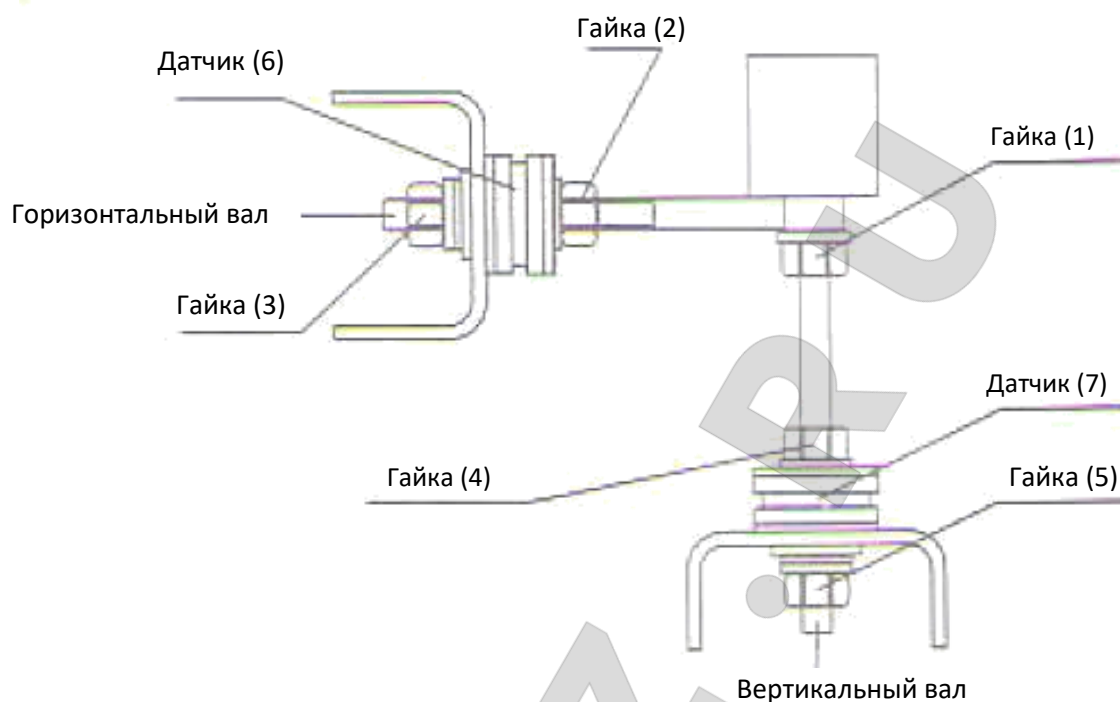 Гайка (2)
Датчик (6)
Гайка (1)
Горизонтальный вал
Гайка (3)
Датчик (7)
Гайка (4)
Гайка (5)
Вертикальный вал